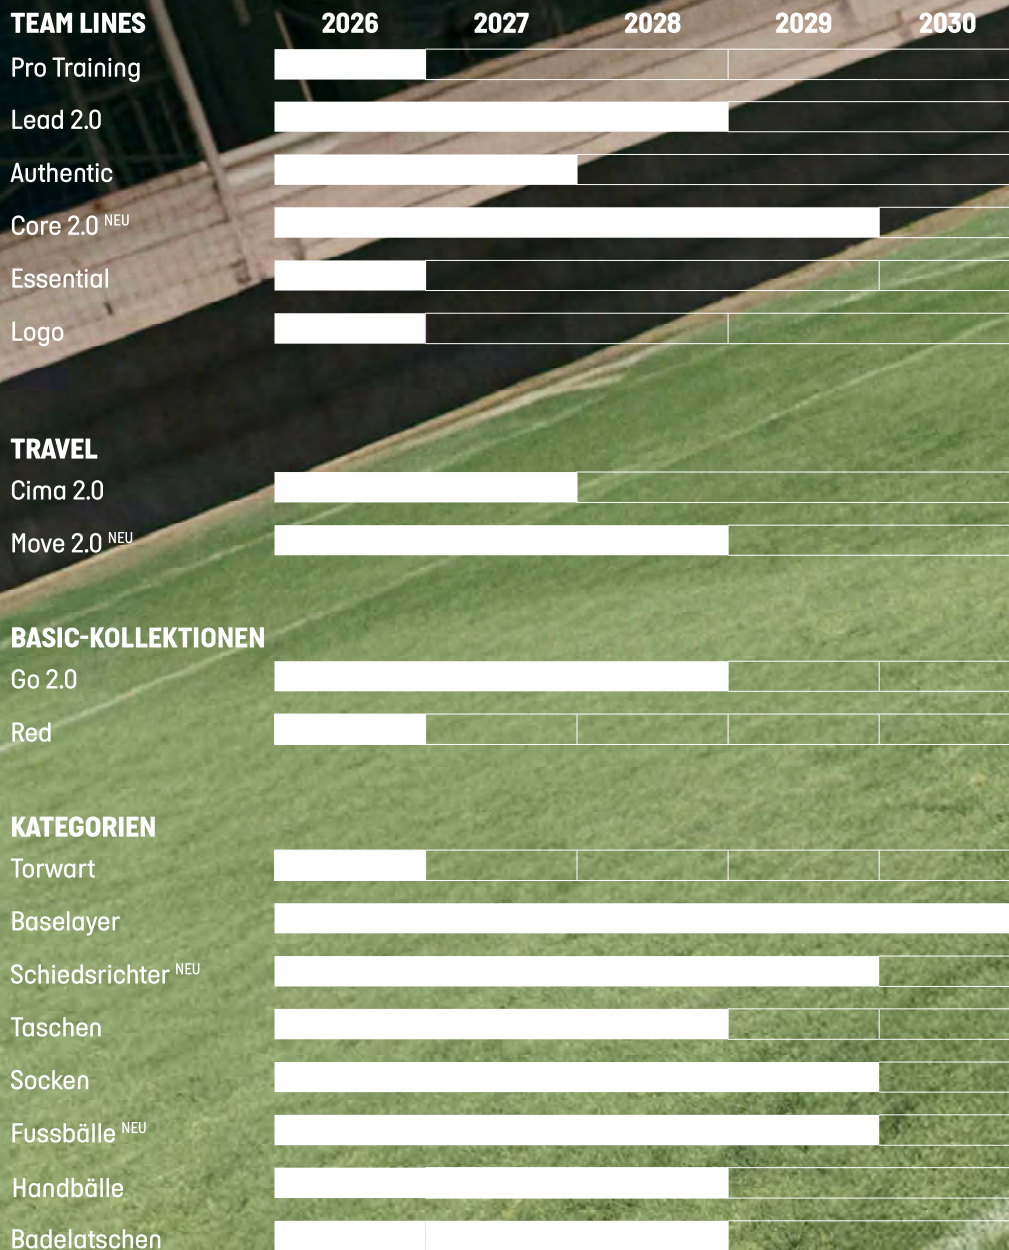 TEAM LINES 2026 2027 2028 2029 2030
Pro Training
Lead 2.0
Authentic
Core 2.0 NEU
Essential
Logo
TRAVEL
Cima 2.0
Move 2.0 NEU
BASIC-KOLLEKTIONEN
Go 2.0
Red
KATEGORIEN
Torwart
Baselayer
Schiedsrichter NEU
Taschen
Socken
Fussbälle NEU
Handbälle
Badelatschen